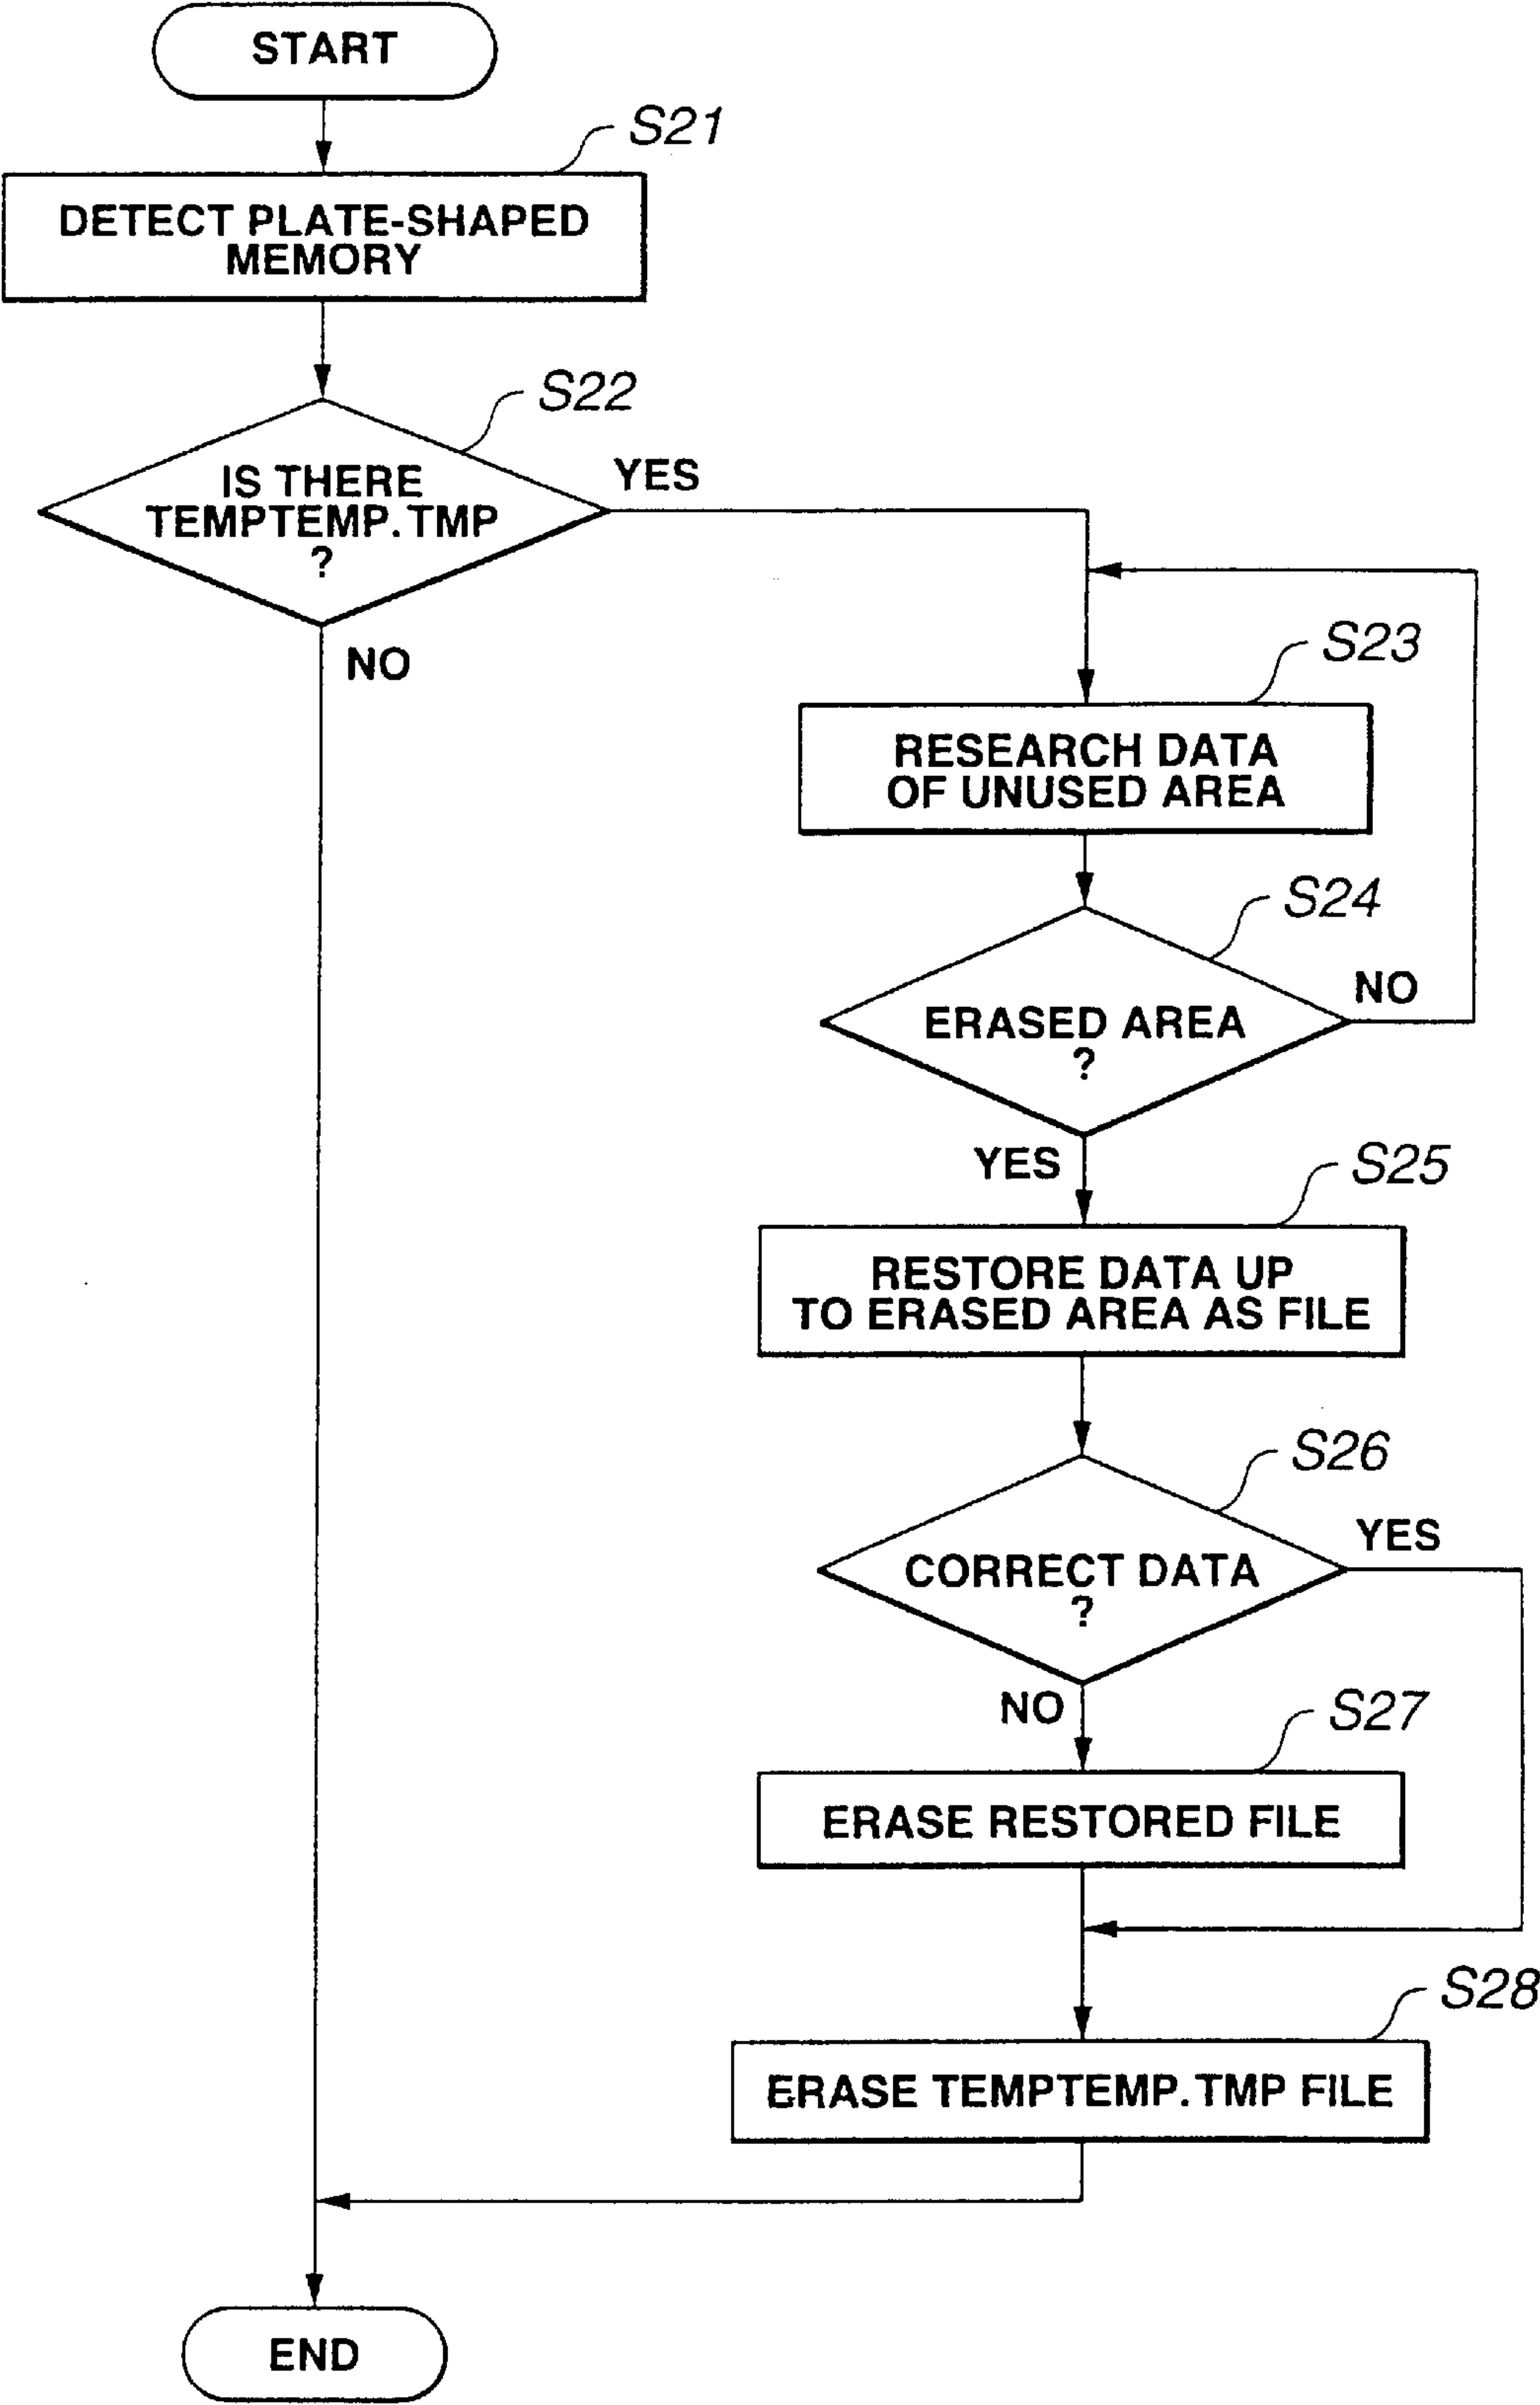 START
S21
DETECT PLATE-SHAPED
MEMORY
S22
IS THERE
TEMPTEMP.TMP
?
YES
NO
S23
RESEARCH DATA
OF UNUSED AREA
S24
ERASED AREA
?
NO
YES
S25
RESTORE DATA UP
TO ERASED AREA AS FILE
S26
CORRECT DATA
?
YES
NO
S27
ERASE RESTORED FILE
S28
ERASE TEMPTEMP.TMP FILE
END